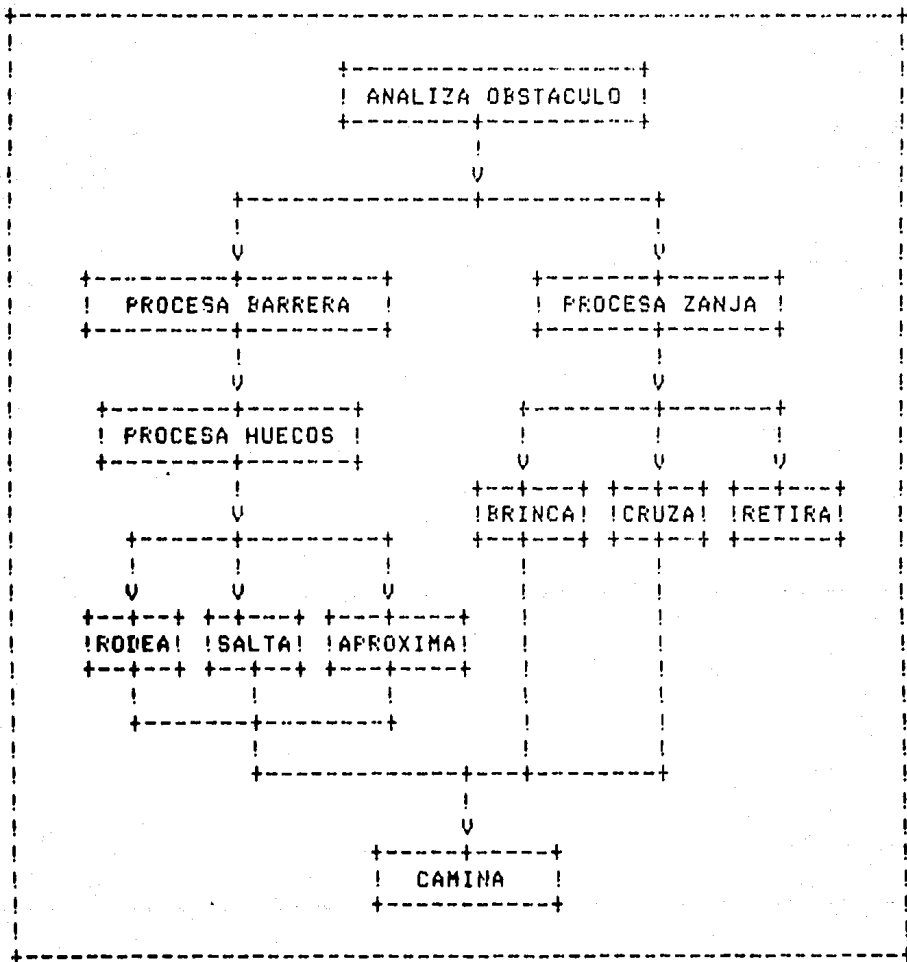 ANALIZA OBSTACULO
PROCESA BARRERA
PROCESA ZANJA
PROCESA HUECOS
BRINCA
CRUZA
RETIRA
RODEA
SALTA
APROXIMA
CAMINA